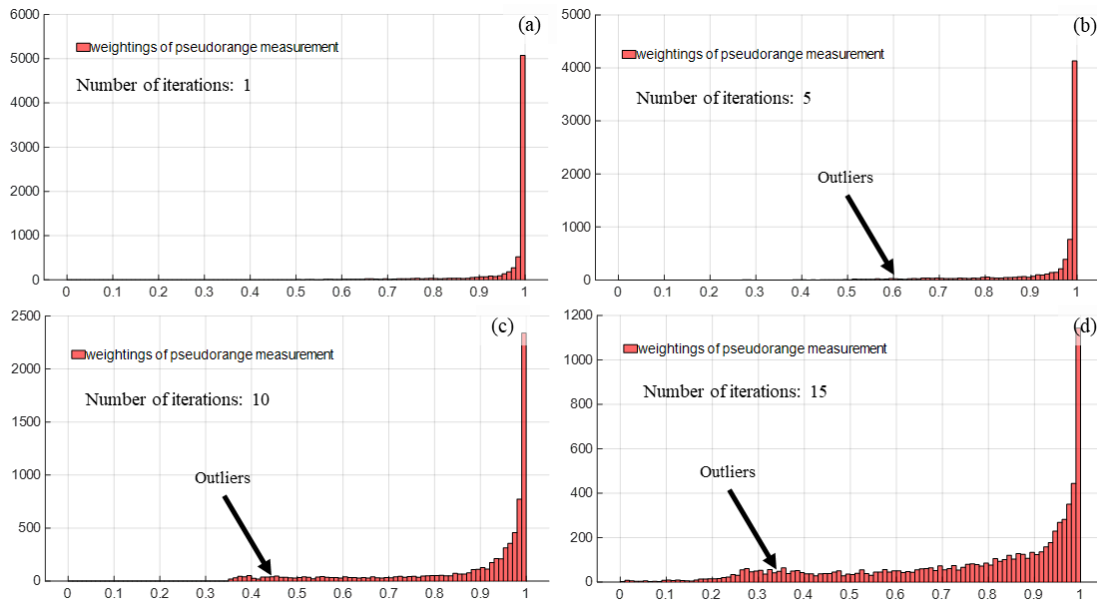 (a)
6000
5000
4000
3000
2000
1000
0
weightings of pseudorange measurement
Number of iterations: 1
0 0.1 0.2 0.3 0.4 0.5 0.6 0.7 0.8 0.9 1
(b)
5000
4000
3000
2000
1000
0
weightings of pseudorange measurement
Number of iterations: 5
Outliers
0 0.1 0.2 0.3 0.4 0.5 0.6 0.7 0.8 0.9 1
(c)
2500
2000
1500
1000
500
0
weightings of pseudorange measurement
Number of iterations: 10
Outliers
0 0.1 0.2 0.3 0.4 0.5 0.6 0.7 0.8 0.9 1
(d)
1200
1000
800
600
400
200
0
weightings of pseudorange measurement
Number of iterations: 15
Outliers
0 0.1 0.2 0.3 0.4 0.5 0.6 0.7 0.8 0.9 1